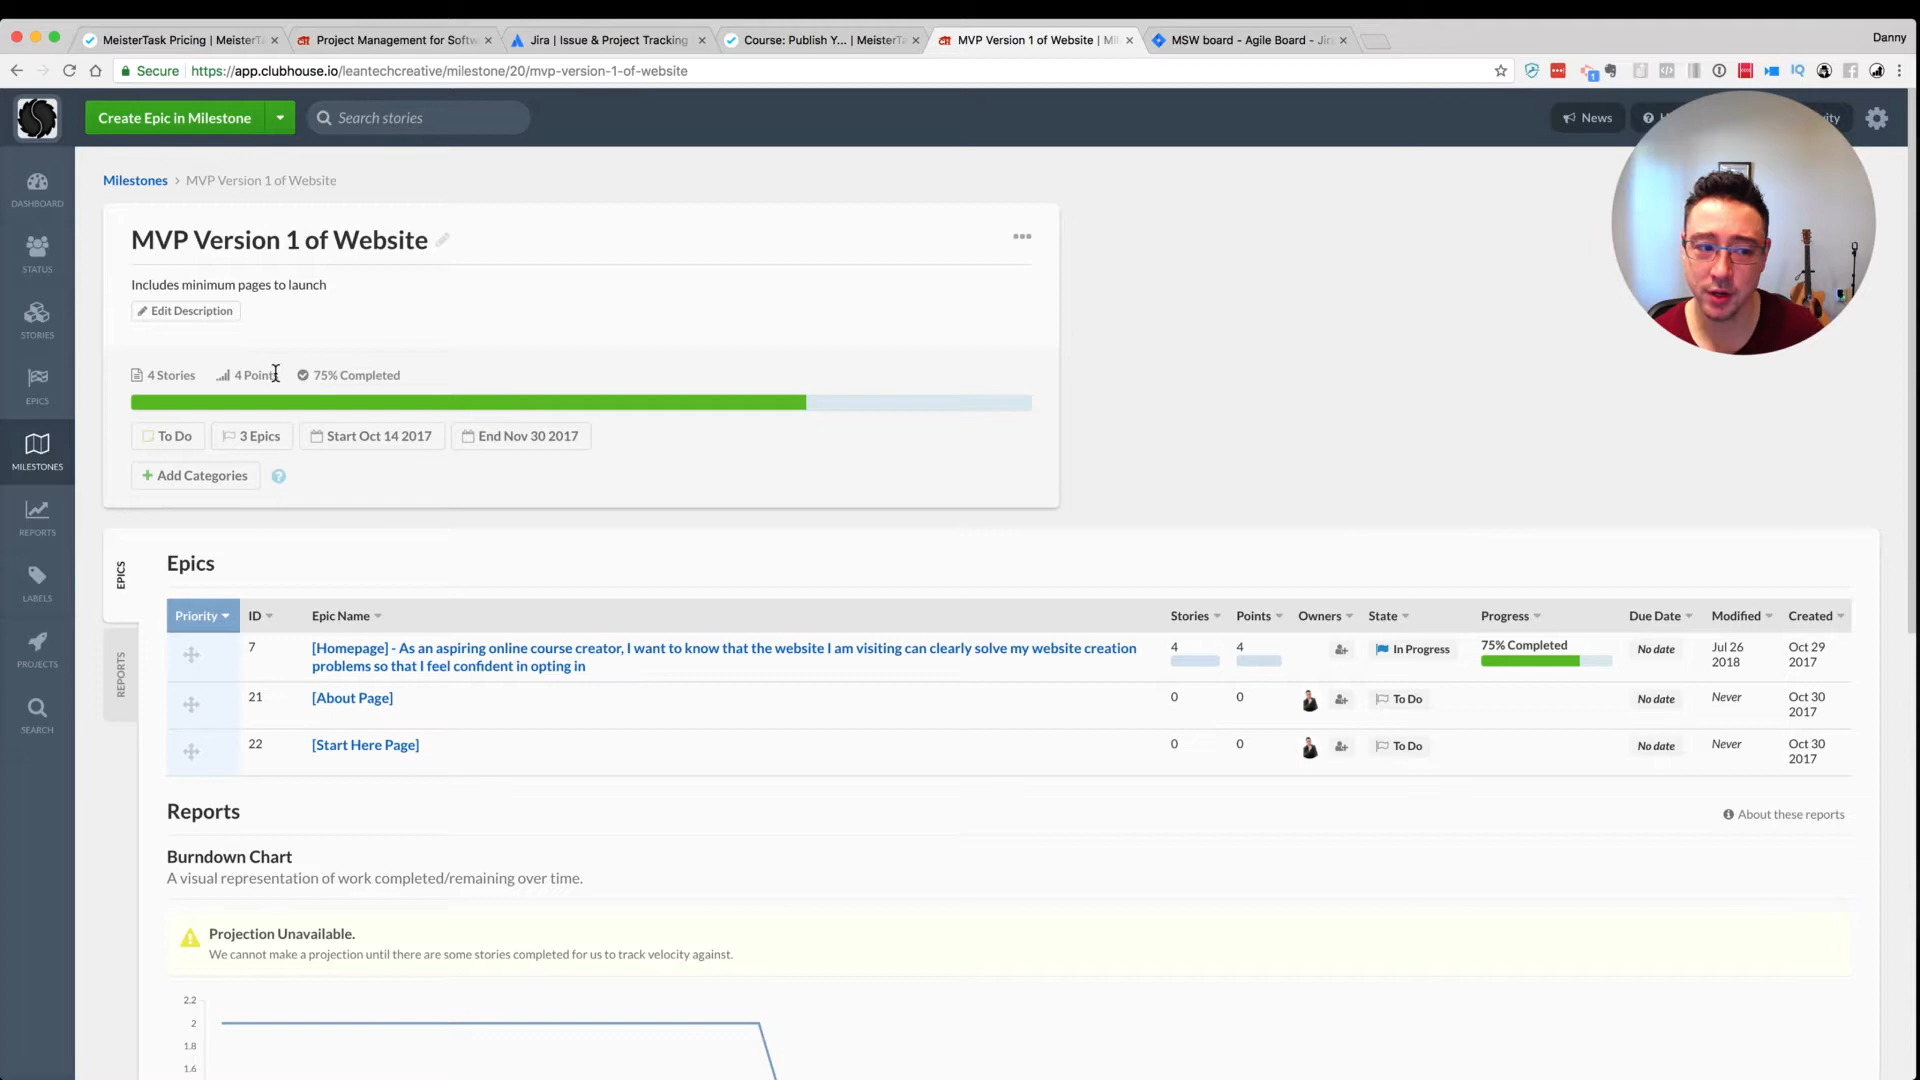 MeisterTask Pricing | MeisterTa
Project Management for Softw
Jira | Issue & Project Tracking
Course: Publish Y... | MeisterTa
MVP Version 1 of Website | Mil
MSW board - Agile Board - Jira
Danny
Secure
https://app.clubhouse.io/leantechcreative/milestone/20/mvp-version-1-of-website
Create Epic in Milestone
Search stories
News
DASHBOARD
STATUS
STORIES
EPICS
MILESTONES
REPORTS
LABELS
PROJECTS
SEARCH
Milestones > MVP Version 1 of Website
MVP Version 1 of Website
Includes minimum pages to launch
Edit Description
4 Stories 4 Points 75% Completed
To Do 3 Epics Start Oct 14 2017 End Nov 30 2017
+ Add Categories ?
EPICS
REPORTS
Epics
Priority ID Epic Name Stories Points Owners State Progress Due Date Modified Created
7 [Homepage] - As an aspiring online course creator, I want to know that the website I am visiting can clearly solve my website creation 4 4 In Progress 75% Completed No date Jul 26 Oct 29
problems so that I feel confident in opting in 2018 2017
21 [About Page] 0 0 To Do No date Never Oct 30
2017
22 [Start Here Page] 0 0 To Do No date Never Oct 30
2017
Reports
About these reports
Burndown Chart
A visual representation of work completed/remaining over time.
Projection Unavailable.
We cannot make a projection until there are some stories completed for us to track velocity against.
2.2
2
1.8
1.6